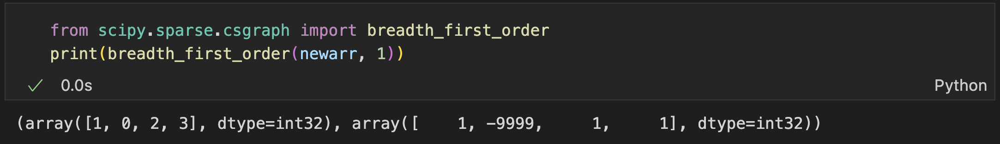 from scipy.sparse.csgraph import breadth_first_order
print(breadth_first_order(newarr, 1))
0.0s
Python
(array([1, 0, 2, 3], dtype=int32), array([    1, -9999,     1,     1], dtype=int32))